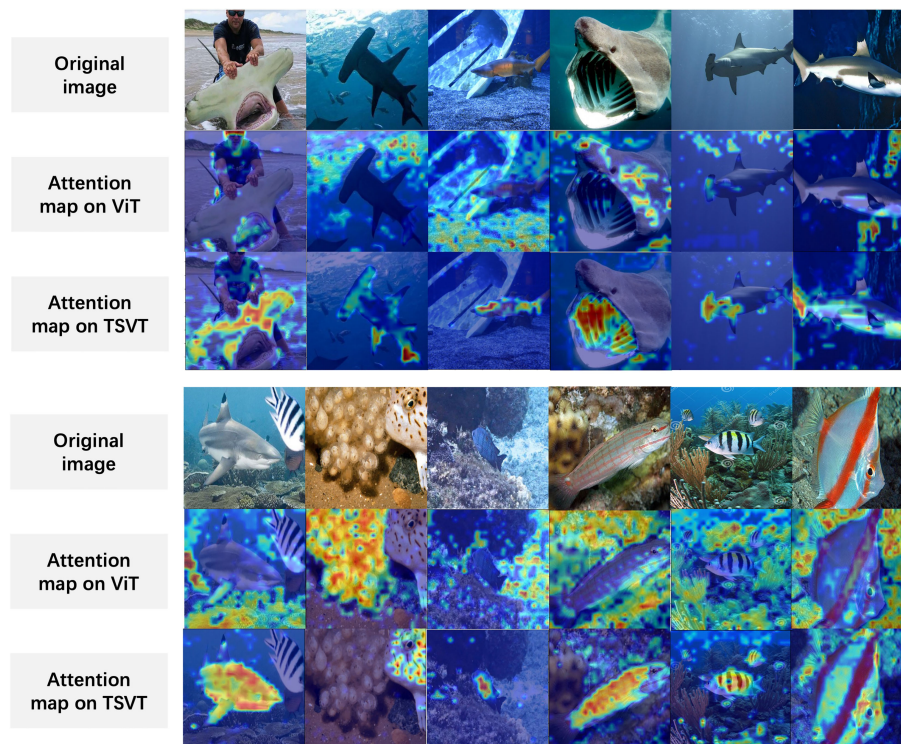 Original
image
Attention
map on ViT
Attention
map on TSVT
Original
image
Attention
map on ViT
Attention
map on TSVT